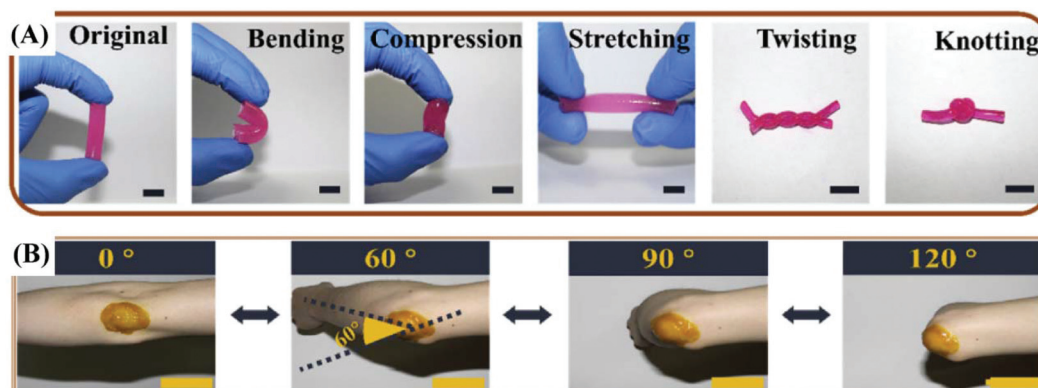 (A) Original Bending Compression Stretching Twisting Knotting
(B) 0 ° 60 ° 90 ° 120 °
60°